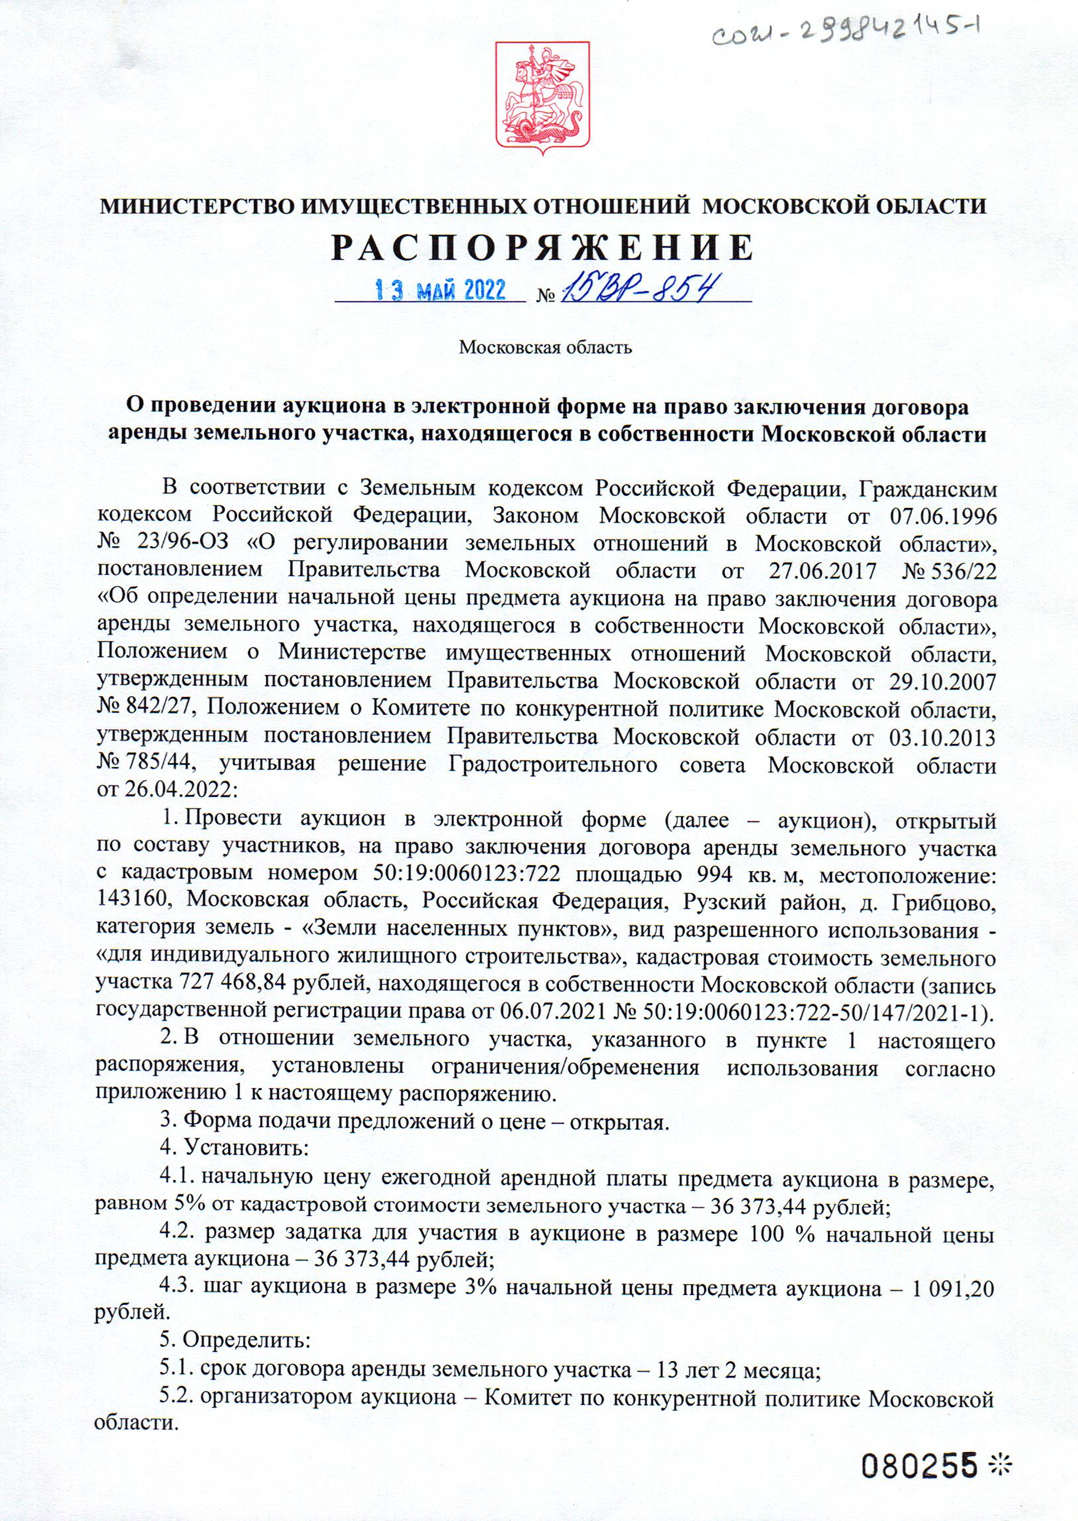 согл-299842145-1
МИНИСТЕРСТВО ИМУЩЕСТВЕННЫХ ОТНОШЕНИЙ МОСКОВСКОЙ ОБЛАСТИ
РАСПОРЯЖЕНИЕ
13 МАЙ 2022 № 15ВР-854
Московская область
О проведении аукциона в электронной форме на право заключения договора
аренды земельного участка, находящегося в собственности Московской области
В соответствии с Земельным кодексом Российской Федерации, Гражданским
кодексом Российской Федерации, Законом Московской области от 07.06.1996
№ 23/96-ОЗ «О регулировании земельных отношений в Московской области»,
постановлением Правительства Московской области от 27.06.2017 № 536/22
«Об определении начальной цены предмета аукциона на право заключения договора
аренды земельного участка, находящегося в собственности Московской области»,
Положением о Министерстве имущественных отношений Московской области,
утвержденным постановлением Правительства Московской области от 29.10.2007
№ 842/27, Положением о Комитете по конкурентной политике Московской области,
утвержденным постановлением Правительства Московской области от 03.10.2013
№ 785/44, учитывая решение Градостроительного совета Московской области
от 26.04.2022:
1. Провести аукцион в электронной форме (далее – аукцион), открытый
по составу участников, на право заключения договора аренды земельного участка
с кадастровым номером 50:19:0060123:722 площадью 994 кв. м, местоположение:
143160, Московская область, Российская Федерация, Рузский район, д. Грибцово,
категория земель - «Земли населенных пунктов», вид разрешенного использования -
«для индивидуального жилищного строительства», кадастровая стоимость земельного
участка 727 468,84 рублей, находящегося в собственности Московской области (запись
государственной регистрации права от 06.07.2021 № 50:19:0060123:722-50/147/2021-1).
2. В отношении земельного участка, указанного в пункте 1 настоящего
распоряжения, установлены ограничения/обременения использования согласно
приложению 1 к настоящему распоряжению.
3. Форма подачи предложений о цене – открытая.
4. Установить:
4.1. начальную цену ежегодной арендной платы предмета аукциона в размере,
равном 5% от кадастровой стоимости земельного участка – 36 373,44 рублей;
4.2. размер задатка для участия в аукционе в размере 100 % начальной цены
предмета аукциона – 36 373,44 рублей;
4.3. шаг аукциона в размере 3% начальной цены предмета аукциона – 1 091,20
рублей.
5. Определить:
5.1. срок договора аренды земельного участка – 13 лет 2 месяца;
5.2. организатором аукциона – Комитет по конкурентной политике Московской
области.
080255 ✻